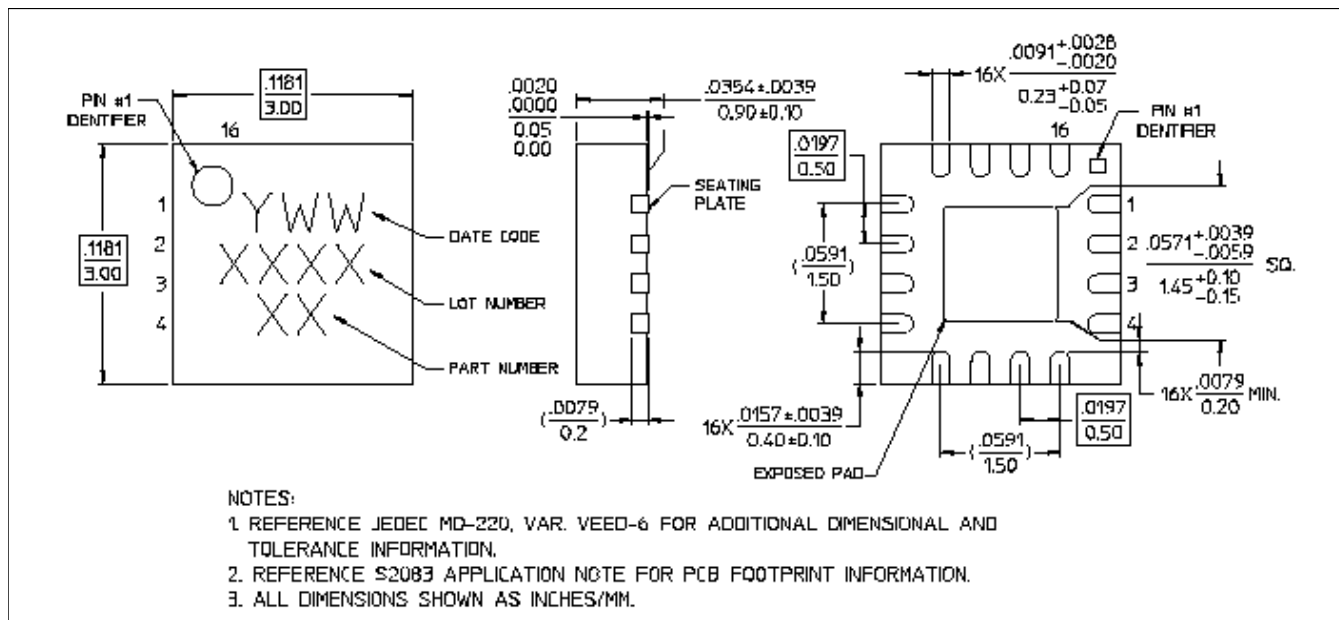 PIN #1
IDENTIFIER
.1181
3.00
16
.1181
3.00
1
2
3
4
YWW
XXXX
XX
DATE CODE
LOT NUMBER
PART NUMBER
.0020
.0000
0.05
0.00
.0354±.0039
0.90±0.10
SEATING
PLATE
(.0079
0.2)
16X .0091+.0028
-.0020
0.23+0.07
-0.05
16
PIN #1
IDENTIFIER
.0197
0.50
(.0591
1.50)
1
2
3
4
.0571+.0039
-.0059
1.45+0.10
-0.15
SQ.
16X .0079
0.20 MIN.
16X .0157±.0039
0.40±0.10
.0197
0.50
(.0591
1.50)
EXPOSED PAD
NOTES:
1. REFERENCE JEDEC MO-220, VAR. VEED-6 FOR ADDITIONAL DIMENSIONAL AND
TOLERANCE INFORMATION.
2. REFERENCE S2083 APPLICATION NOTE FOR PCB FOOTPRINT INFORMATION.
3. ALL DIMENSIONS SHOWN AS INCHES/MM.